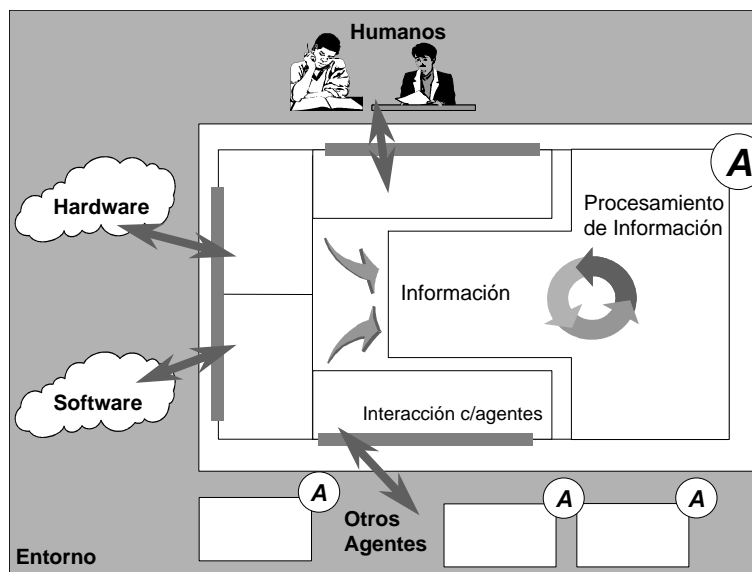 Humanos
A
Hardware
Procesamiento
de Información
Información
Software
Interacción c/agentes
A
A
A
Otros
Agentes
Entorno